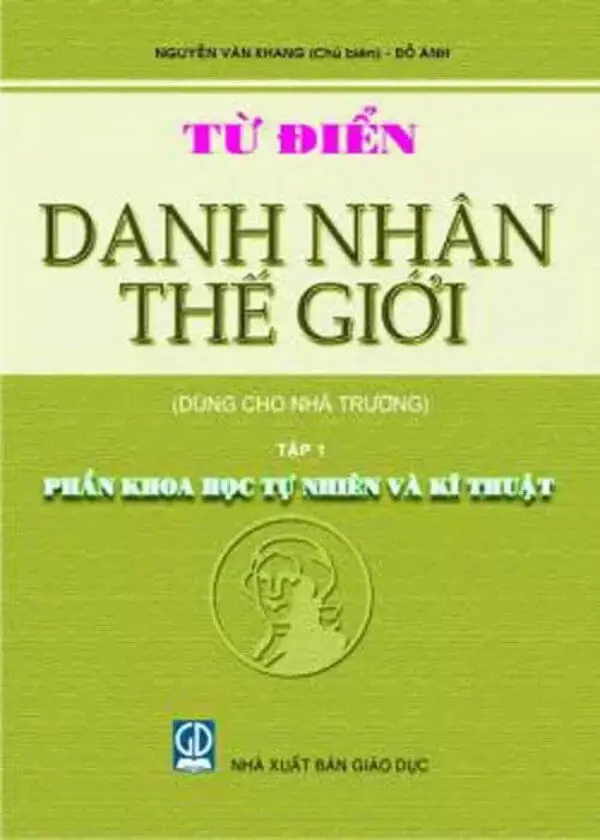 NGUYỄN VĂN KHANG (Chủ biên) - ĐỖ ANH
TỪ ĐIỂN
DANH NHÂN
THẾ GIỚI
(DÙNG CHO NHÀ TRƯỜNG)
TẬP 1
PHẦN KHOA HỌC TỰ NHIÊN VÀ KĨ THUẬT
GD
NHÀ XUẤT BẢN GIÁO DỤC